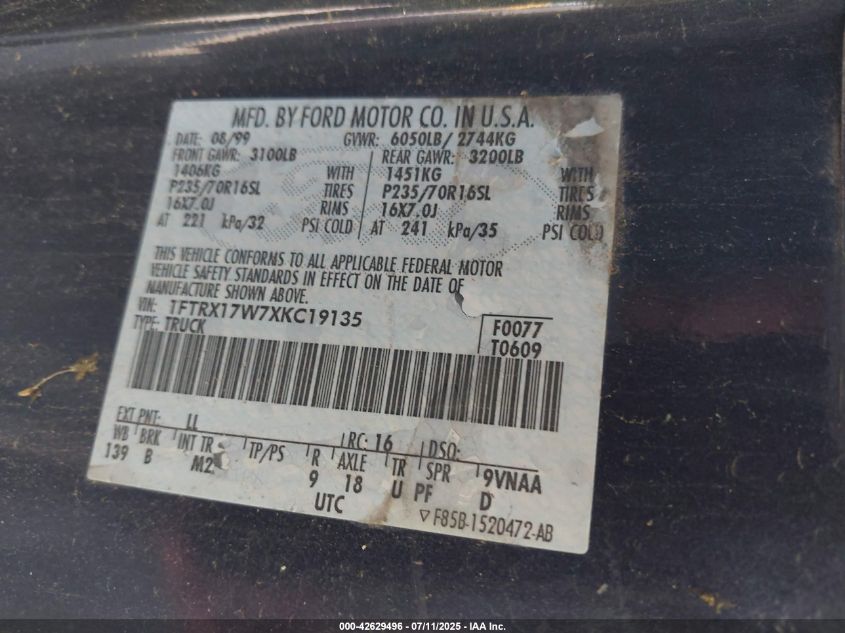 MFD. BY FORD MOTOR CO. IN U.S.A.
DATE: 08/99 GVWR: 6050LB/ 2744KG
FRONT GAWR: 3100LB REAR GAWR: 3200LB
1406KG WITH 1451KG WITH
P235/70R16SL TIRES P235/70R16SL TIRES
16X7.0J RIMS 16X7.0J RIMS
AT 221 kPa/32 PSI COLD AT 241 kPa/35 PSI COLD
THIS VEHICLE CONFORMS TO ALL APPLICABLE FEDERAL MOTOR
VEHICLE SAFETY STANDARDS IN EFFECT ON THE DATE OF
MANUFACTURE SHOWN ABOVE.
VIN: 1FTRX17W7XKC19135 F0077
TYPE: TRUCK T0609
EXT PNT: LL RC: 16 DSO:
WB BRK INT TR TP/PS R AXLE TR SPR 9VNAA
139 B M2 9 18 U PF D
UTC ▽F85B-1520472-AB
000-42629496 - 07/11/2025 - IAA Inc.